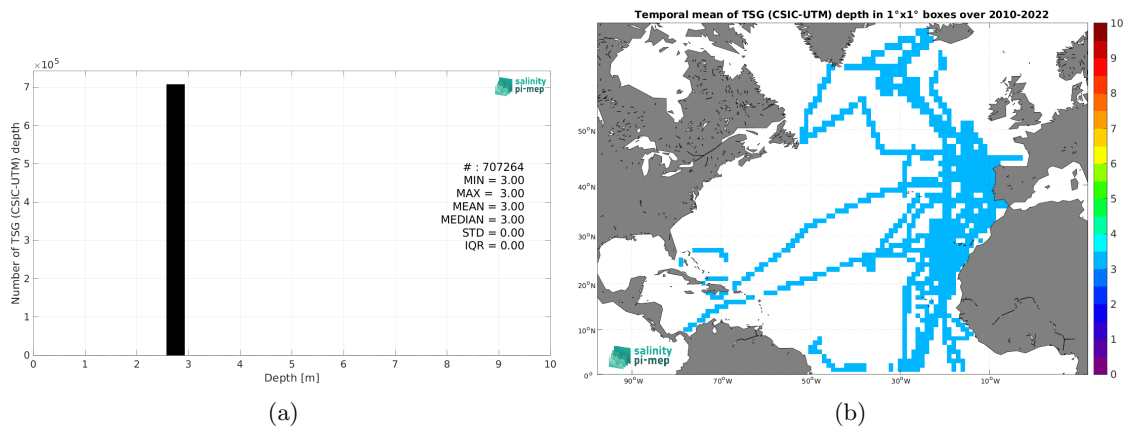 ×10⁵
7
6
5
4
3
2
1
0
Number of TSG (CSIC-UTM) depth
salinity
pi-mep
# : 707264
MIN = 3.00
MAX = 3.00
MEAN = 3.00
MEDIAN = 3.00
STD = 0.00
IQR = 0.00
0 1 2 3 4 5 6 7 8 9 10
Depth [m]
(a)
Temporal mean of TSG (CSIC-UTM) depth in 1°x1° boxes over 2010-2022
50°N
40°N
30°N
20°N
10°N
0°
90°W 70°W 50°W 30°W 10°W
salinity
pi-mep
10
9
8
7
6
5
4
3
2
1
0
(b)